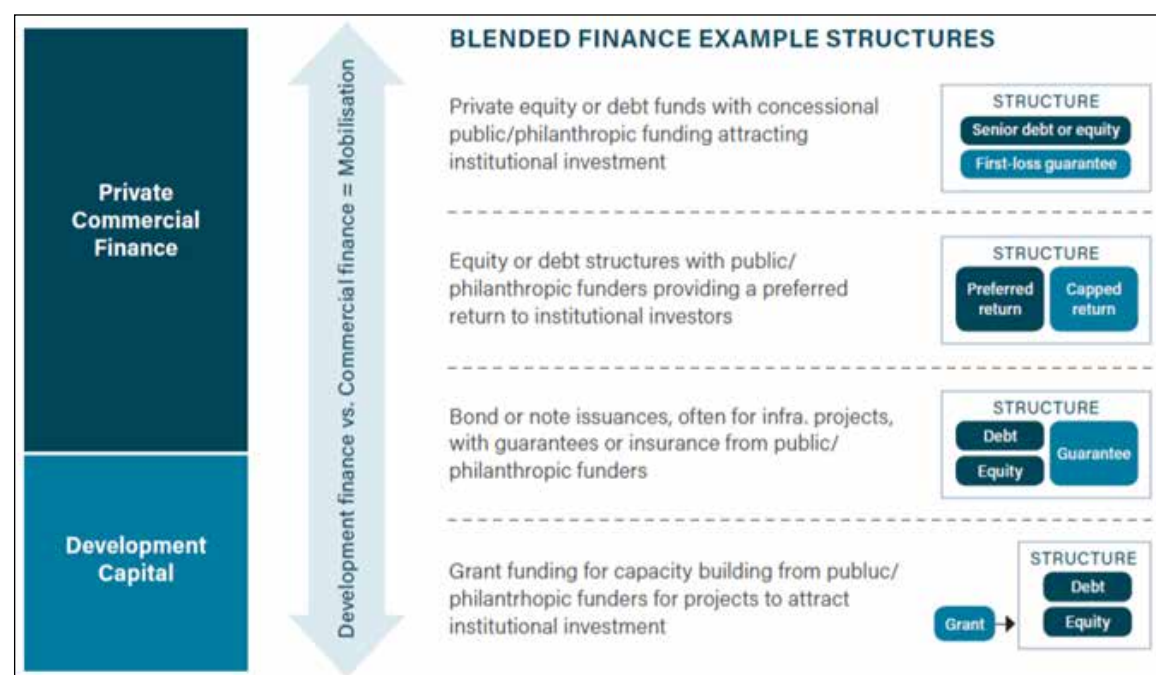 Private
Commercial
Finance
Development
Capital
Development finance vs. Commercial finance = Mobilisation
BLENDED FINANCE EXAMPLE STRUCTURES
Private equity or debt funds with concessional
public/philanthropic funding attracting
institutional investment
STRUCTURE
Senior debt or equity
First-loss guarantee
Equity or debt structures with public/
philanthropic funders providing a preferred
return to institutional investors
STRUCTURE
Preferred
return
Capped
return
Bond or note issuances, often for infra. projects,
with guarantees or insurance from public/
philanthropic funders
STRUCTURE
Debt
Equity
Guarantee
Grant funding for capacity building from publuc/
philantrhopic funders for projects to attract
institutional investment
Grant
STRUCTURE
Debt
Equity